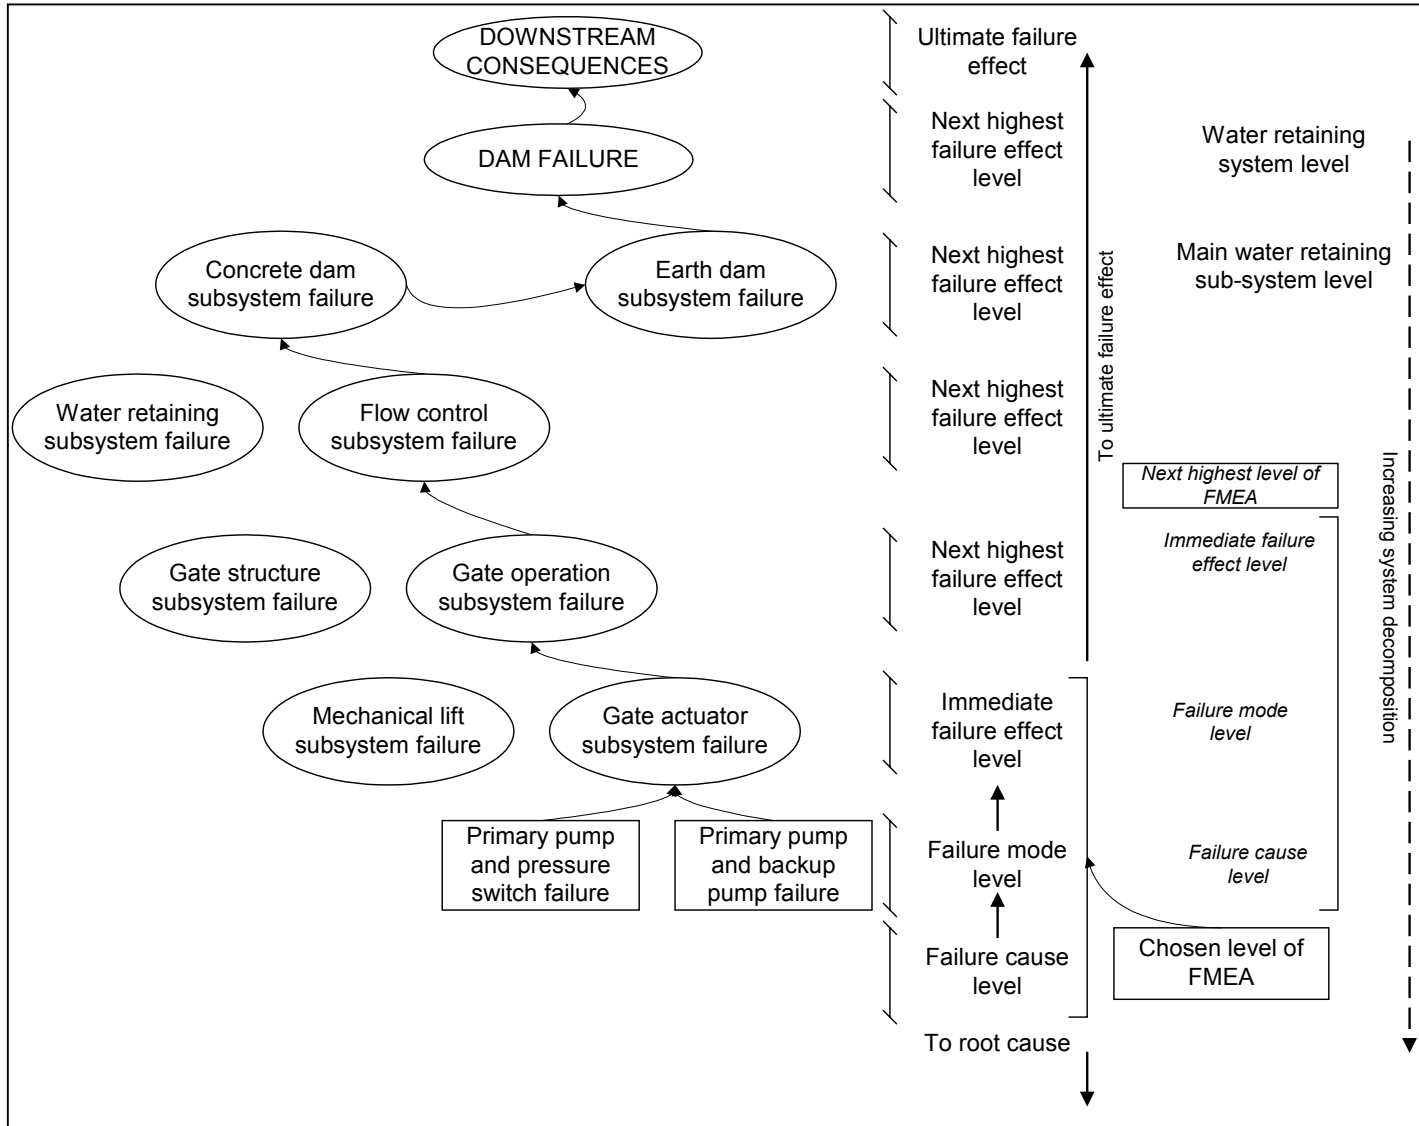 DOWNSTREAM
CONSEQUENCES
Ultimate failure
effect
DAM FAILURE
Next highest
failure effect
level
Water retaining
system level
Concrete dam
subsystem failure
Earth dam
subsystem failure
Next highest
failure effect
level
Main water retaining
sub-system level
To ultimate failure effect
Water retaining
subsystem failure
Flow control
subsystem failure
Next highest
failure effect
level
Next highest level of
FMEA
Increasing system decomposition
Gate structure
subsystem failure
Gate operation
subsystem failure
Next highest
failure effect
level
Immediate failure
effect level
Mechanical lift
subsystem failure
Gate actuator
subsystem failure
Immediate
failure effect
level
Failure mode
level
Primary pump
and pressure
switch failure
Primary pump
and backup
pump failure
Failure mode
level
Failure cause
level
Failure cause
level
Chosen level of
FMEA
To root cause